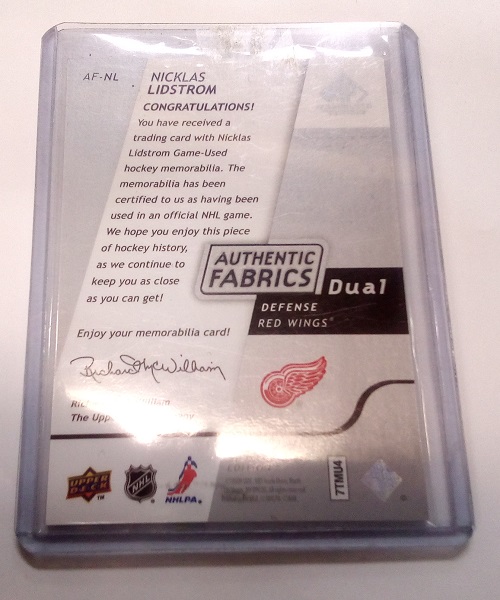 AF-NL
NICKLAS
LIDSTROM
CONGRATULATIONS!
You have received a
trading card with Nicklas
Lidstrom Game-Used
hockey memorabilia. The
memorabilia has been
certified to us as having been
used in an official NHL game.
We hope you enjoy this piece
of hockey history,
as we continue to
keep you as close
as you can get!
AUTHENTIC
FABRICS
Dual
DEFENSE
RED WINGS®
Enjoy your memorabilia card!
Richard McWilliam
The
UPPER
DECK
TM
NHL
NHLPA
7TMU4